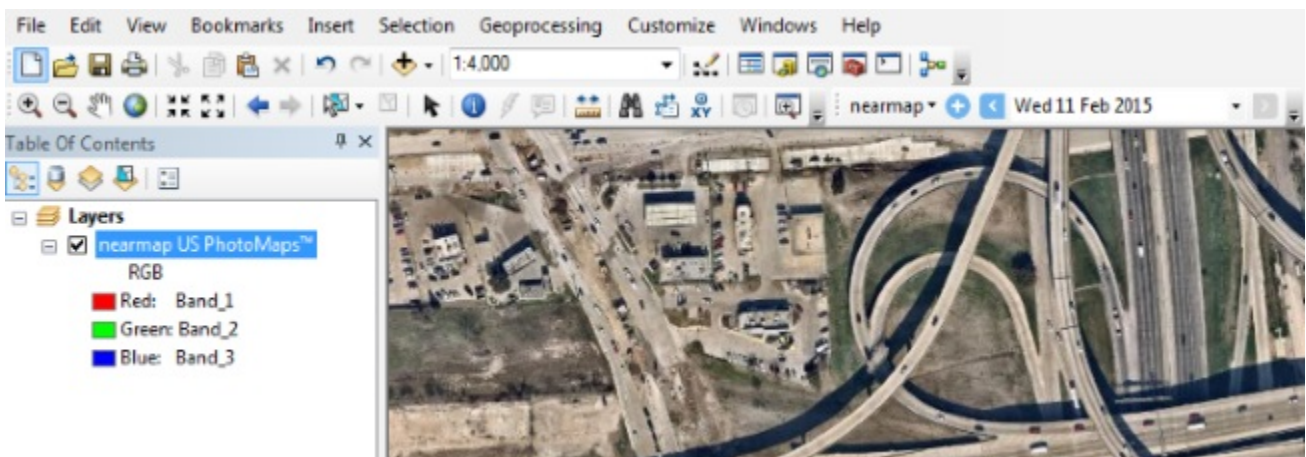 File Edit View Bookmarks Insert Selection Geoprocessing Customize Windows Help
1:4,000
nearmap Wed 11 Feb 2015
Table Of Contents
Layers
nearmap US PhotoMaps™
RGB
Red: Band_1
Green: Band_2
Blue: Band_3